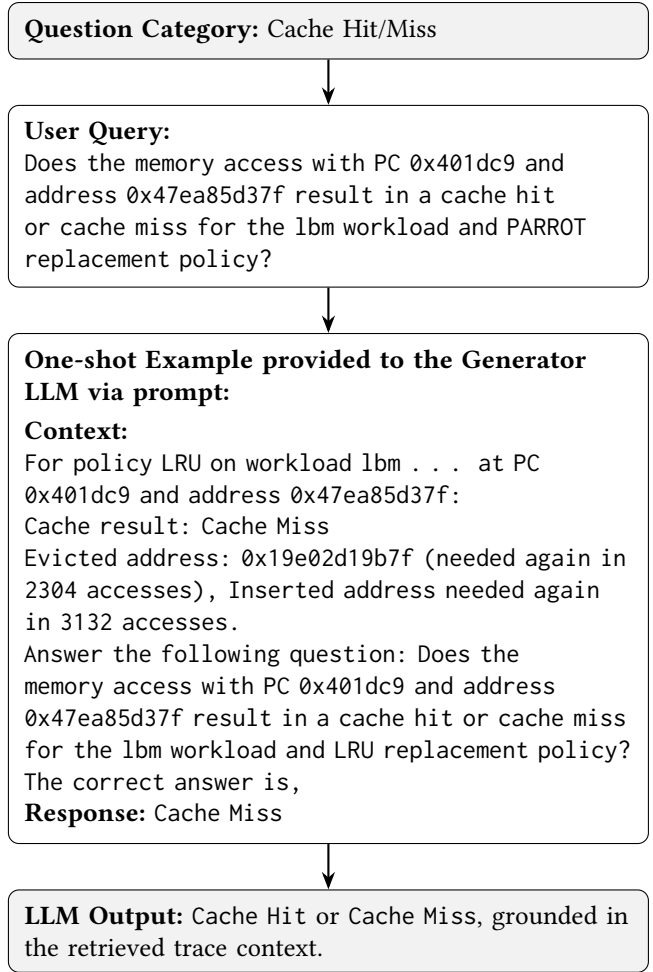 Question Category: Cache Hit/Miss
User Query:
Does the memory access with PC 0x401dc9 and
address 0x47ea85d37f result in a cache hit
or cache miss for the lbm workload and PARROT
replacement policy?
One-shot Example provided to the Generator
LLM via prompt:
Context:
For policy LRU on workload lbm . . . at PC
0x401dc9 and address 0x47ea85d37f:
Cache result: Cache Miss
Evicted address: 0x19e02d19b7f (needed again in
2304 accesses), Inserted address needed again
in 3132 accesses.
Answer the following question: Does the
memory access with PC 0x401dc9 and address
0x47ea85d37f result in a cache hit or cache miss
for the lbm workload and LRU replacement policy?
The correct answer is,
Response: Cache Miss
LLM Output: Cache Hit or Cache Miss, grounded in
the retrieved trace context.